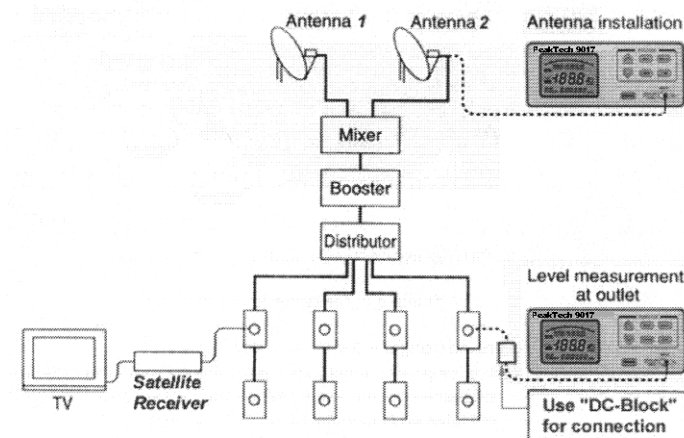 Antenna 1
Antenna 2
Antenna installation
PeakTech 9017
Mixer
Booster
Distributor
Level measurement
at outlet
PeakTech 9017
TV
Satellite
Receiver
Use "DC-Block"
for connection